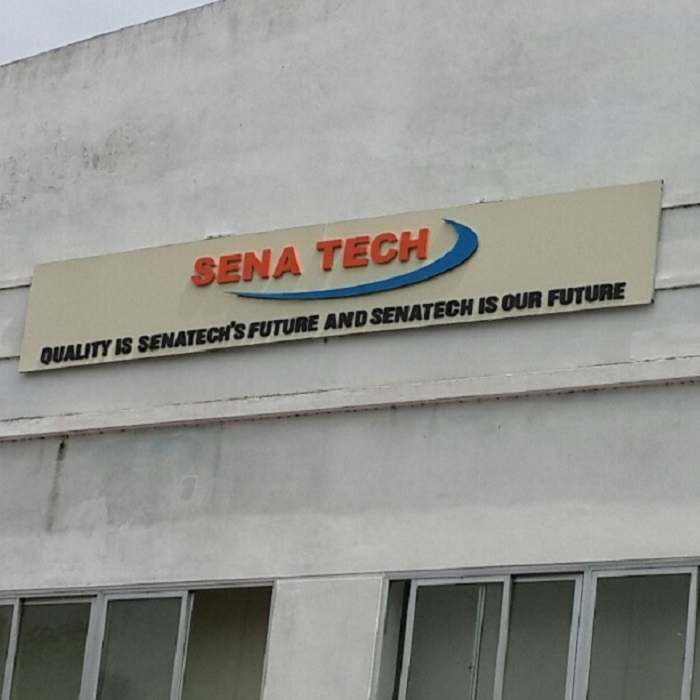 SENA TECH
QUALITY IS SENATECH'S FUTURE AND SENATECH IS OUR FUTURE